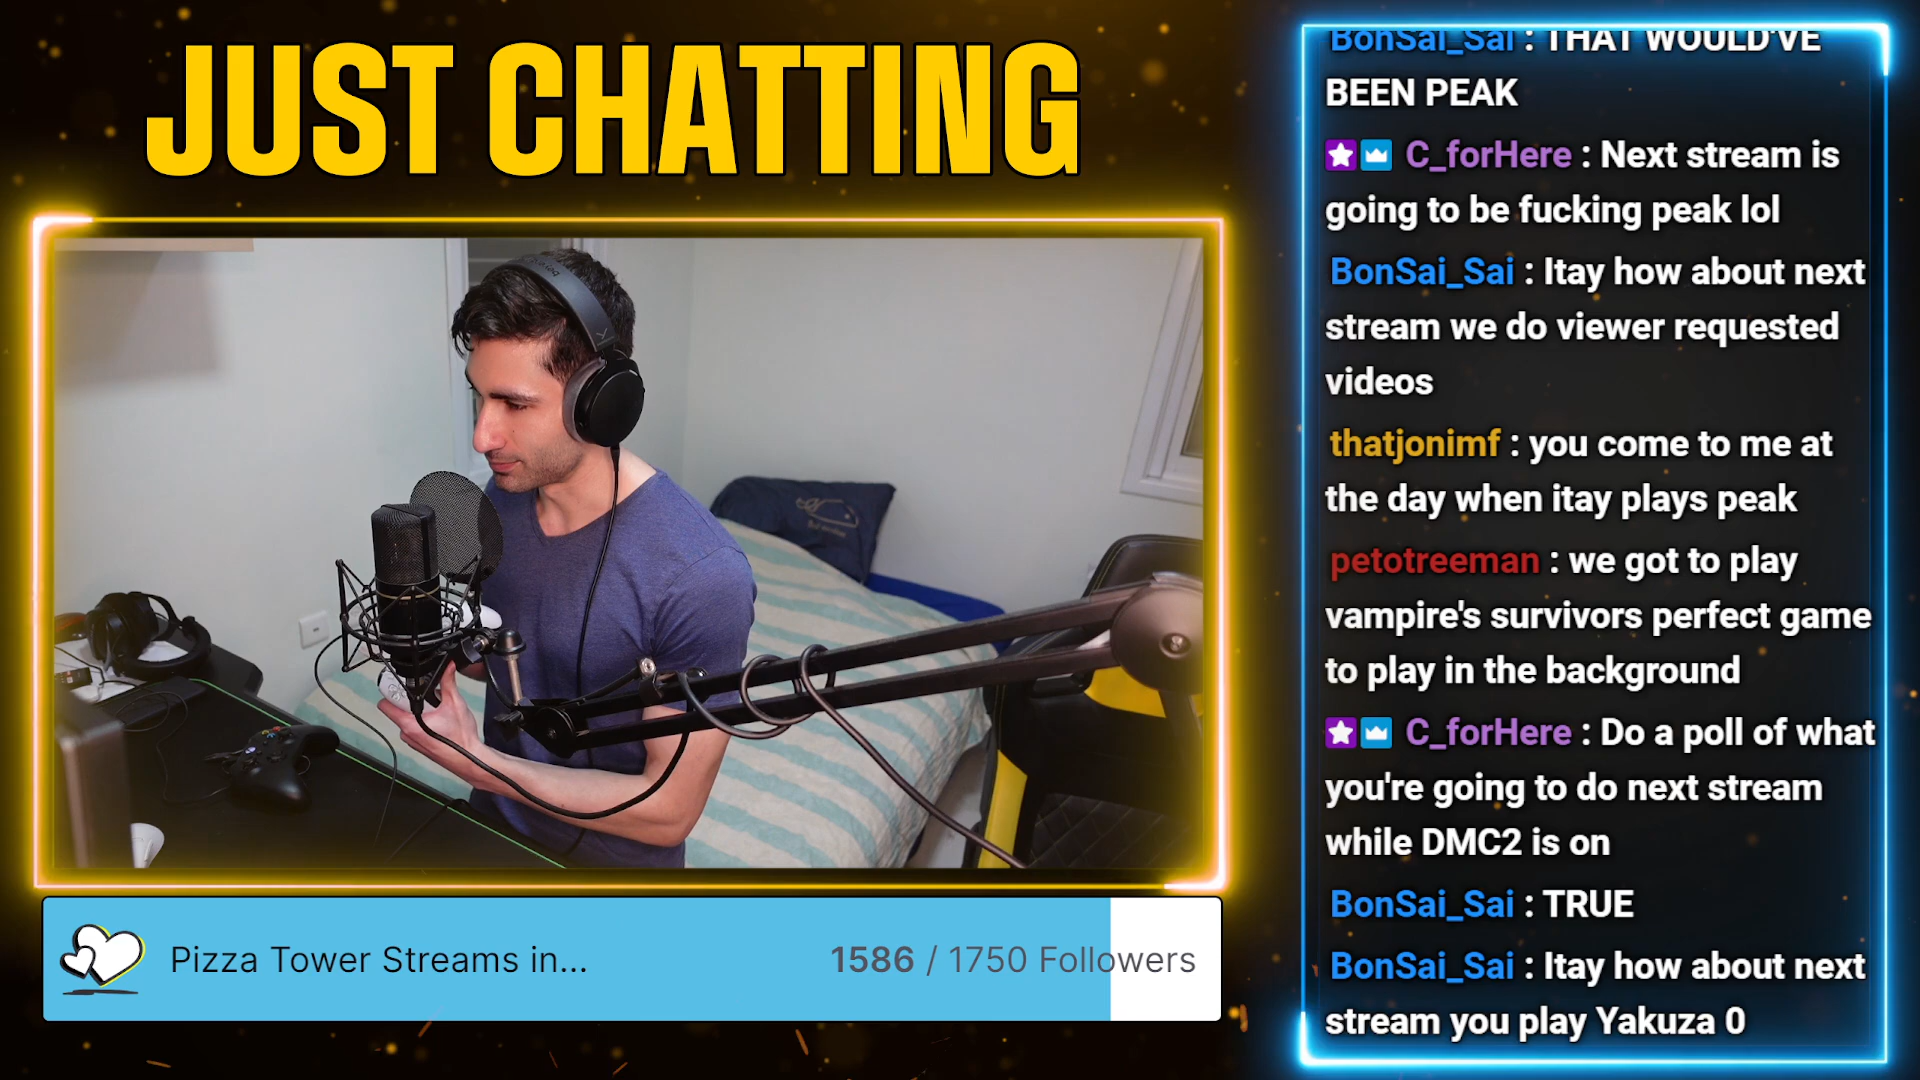 JUST CHATTING
Pizza Tower Streams in...
1586 / 1750 Followers
BonSai_Sai : THAT WOULD'VE
BEEN PEAK
C_forHere : Next stream is
going to be fucking peak lol
BonSai_Sai : Itay how about next
stream we do viewer requested
videos
thatjonimf : you come to me at
the day when itay plays peak
petotreeman : we got to play
vampire's survivors perfect game
to play in the background
C_forHere : Do a poll of what
you're going to do next stream
while DMC2 is on
BonSai_Sai : TRUE
BonSai_Sai : Itay how about next
stream you play Yakuza 0